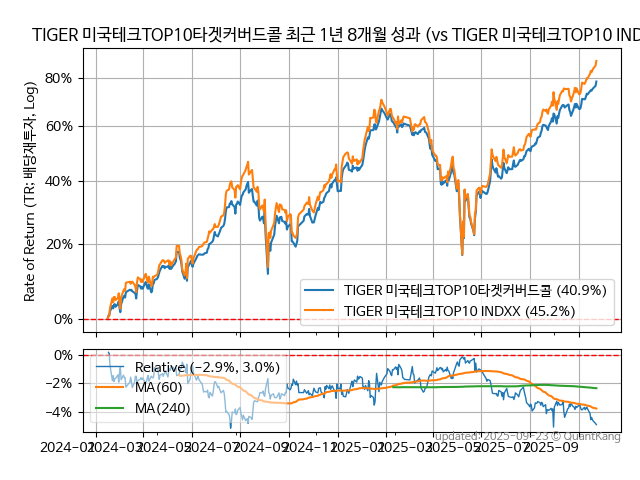 TIGER 미국테크TOP10타겟커버드콜 최근 1년 8개월 성과 (vs TIGER 미국테크TOP10 IND
Rate of Return (TR: 배당재투자, Log)
80%
60%
40%
20%
0%
TIGER 미국테크TOP10타겟커버드콜 (40.9%)
TIGER 미국테크TOP10 INDXX (45.2%)
0%
−2%
−4%
Relative (−2.9%, 3.0%)
MA(60)
MA(240)
2024-01 2024-03 2024-05 2024-07 2024-09 2024-11 2025-01 2025-03 2025-05 2025-07 2025-09
updated: 2025-09-23 © QuantKang